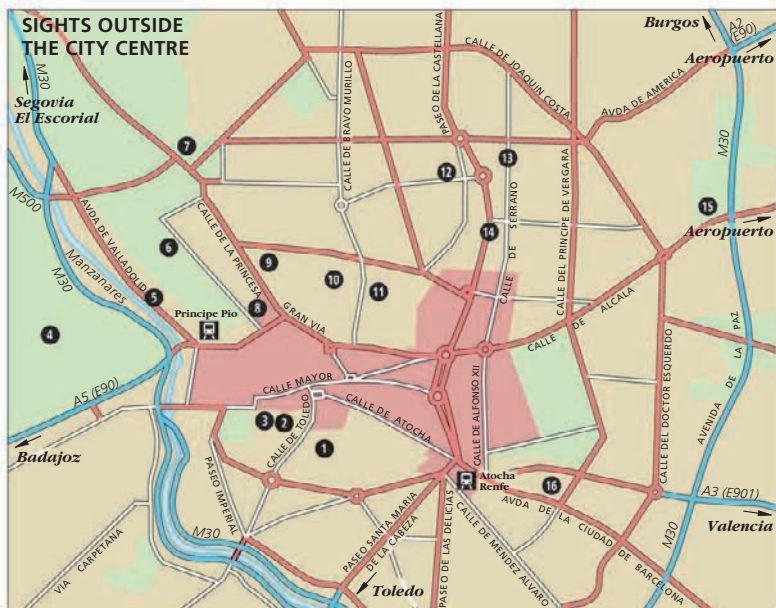 SIGHTS OUTSIDE
THE CITY CENTRE
Burgos
A2
(E90)
Aeropuerto
M30
Segovia
El Escorial
PASEO DE LA CASTELLANA
CALLE DE JOAQUIN COSTA
AVDA DE AMERICA
CALLE DE BRAVO MURILLO
M30
7
13
12
M500
AVDA DE VALLADOLID
CALLE DE LA PRINCESA
CALLE DE SERRANO
CALLE DEL PRINCIPE DE VERGARA
15
Aeropuerto
6
14
Manzanares
M30
9
10
11
5
8
Principe Pio
GRAN VIA
4
CALLE DE ALCALA
CALLE MAYOR
A5 (E90)
CALLE DE ALFONSO XII
CALLE DEL DOCTOR ESQUERDO
AVENIDA DE LA PAZ
3
2
CALLE DE TOLEDO
CALLE DE ATOCHA
1
Badajoz
Atocha
Renfe
16
PASEO IMPERIAL
A3 (E901)
Valencia
M30
AVDA DE LA CIUDAD DE BARCELONA
PASEO SANTA MARIA
DE LA CABEZA
PASEO DE LAS DELICIAS
CALLE DE MENDEZ ALVARO
M30
VIA CARPETANA
Toledo